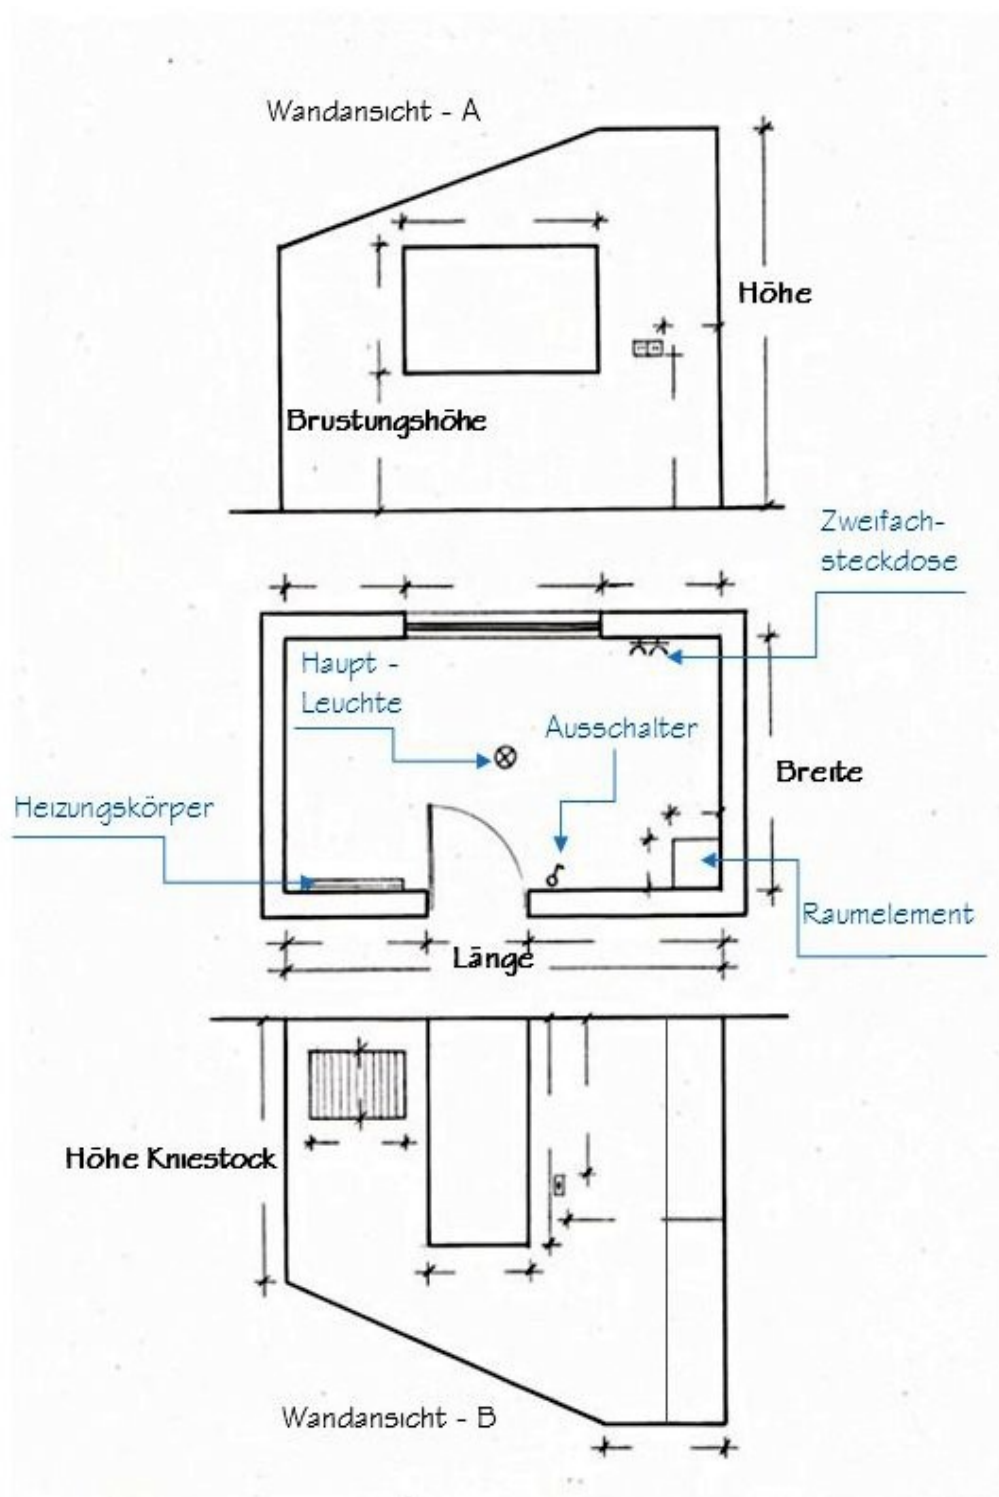 Wandansicht - A
Höhe
Brustungshöhe
Zweifach-
steckdose
Haupt -
Leuchte
Ausschalter
Breite
Heizungskörper
Raumelement
Länge
Höhe Kniestock
Wandansicht - B